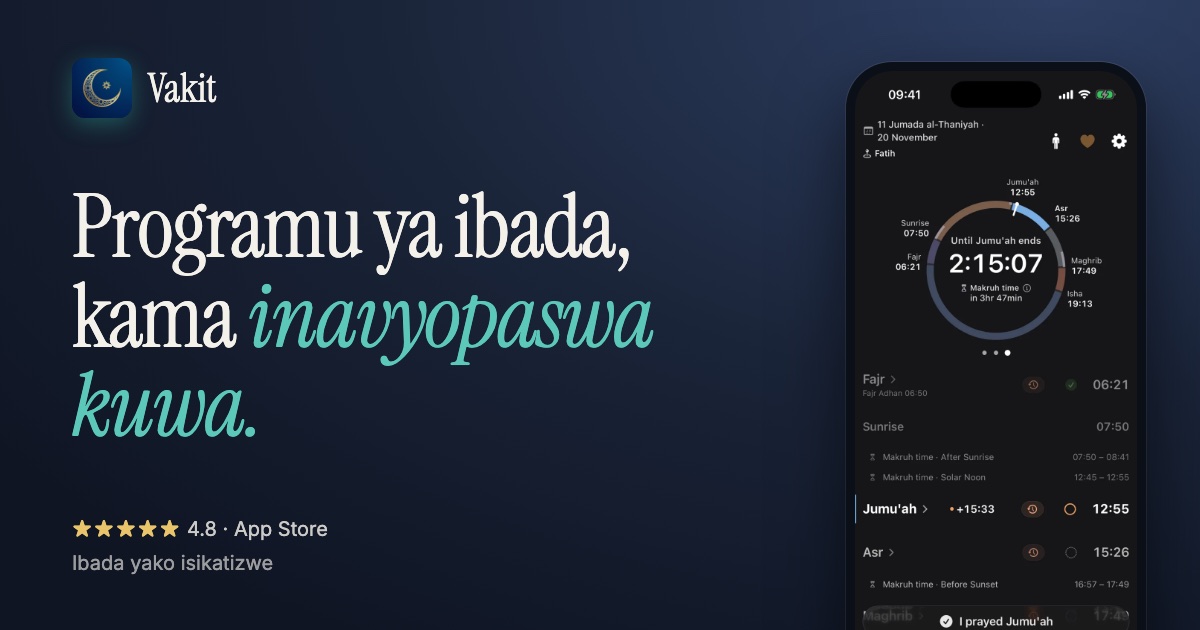 Vakit
Programu ya ibada,
kama inavyopaswa
kuwa.
4.8 · App Store
Ibada yako isikatizwe
09:41
11 Jumada al-Thaniyah ·
20 November
Fatih
Jumu'ah
12:55
Asr
15:26
Sunrise
07:50
Fajr
06:21
Maghrib
17:49
Isha
19:13
Until Jumu'ah ends
2:15:07
Makruh time
in 3hr 47min
Fajr 06:21
Fajr Adhan 06:50
Sunrise 07:50
Makruh time · After Sunrise 07:50 – 08:41
Makruh time · Solar Noon 12:45 – 12:55
Jumu'ah +15:33 12:55
Asr 15:26
Makruh time · Before Sunset 16:57 – 17:49
Maghrib 17:49
I prayed Jumu'ah